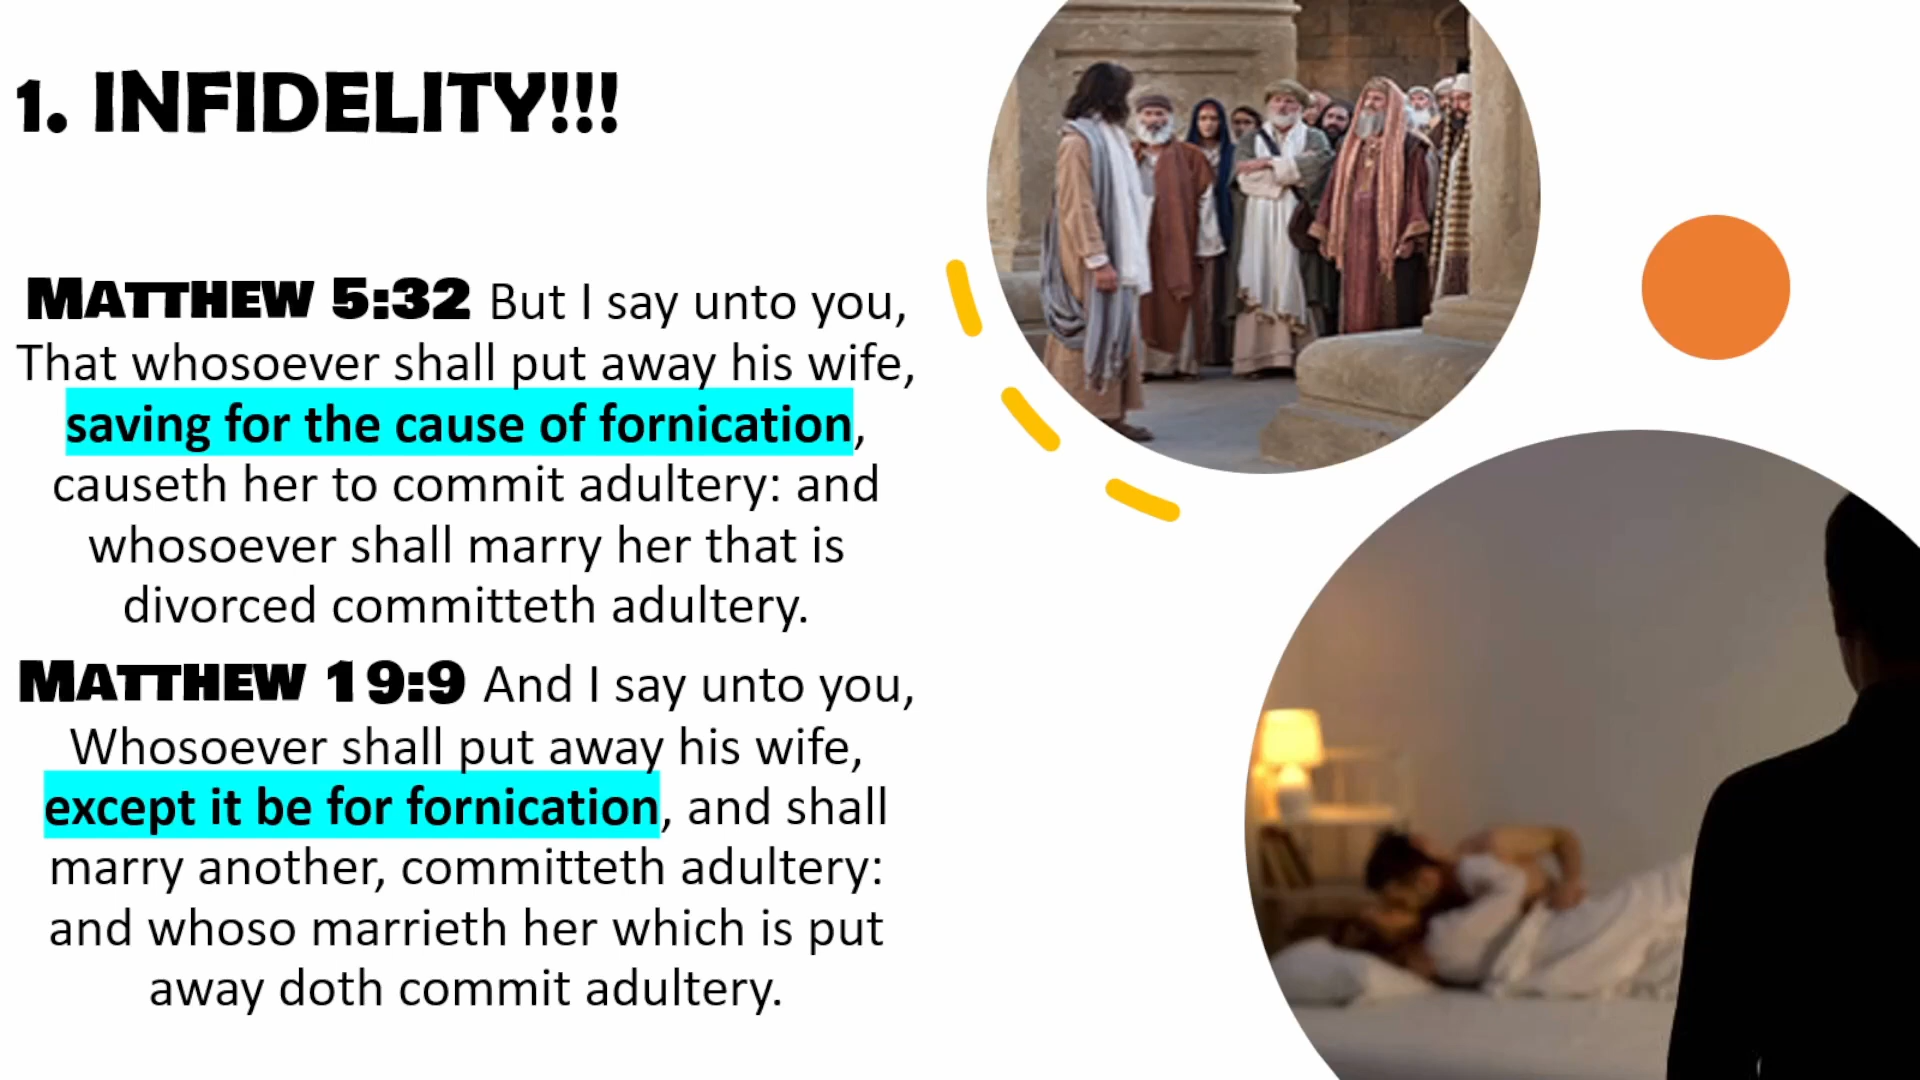 1. INFIDELITY!!!
MATTHEW 5:32 But I say unto you,
That whosoever shall put away his wife,
saving for the cause of fornication,
causeth her to commit adultery: and
whosoever shall marry her that is
divorced committeth adultery.
MATTHEW 19:9 And I say unto you,
Whosoever shall put away his wife,
except it be for fornication, and shall
marry another, committeth adultery:
and whoso marrieth her which is put
away doth commit adultery.